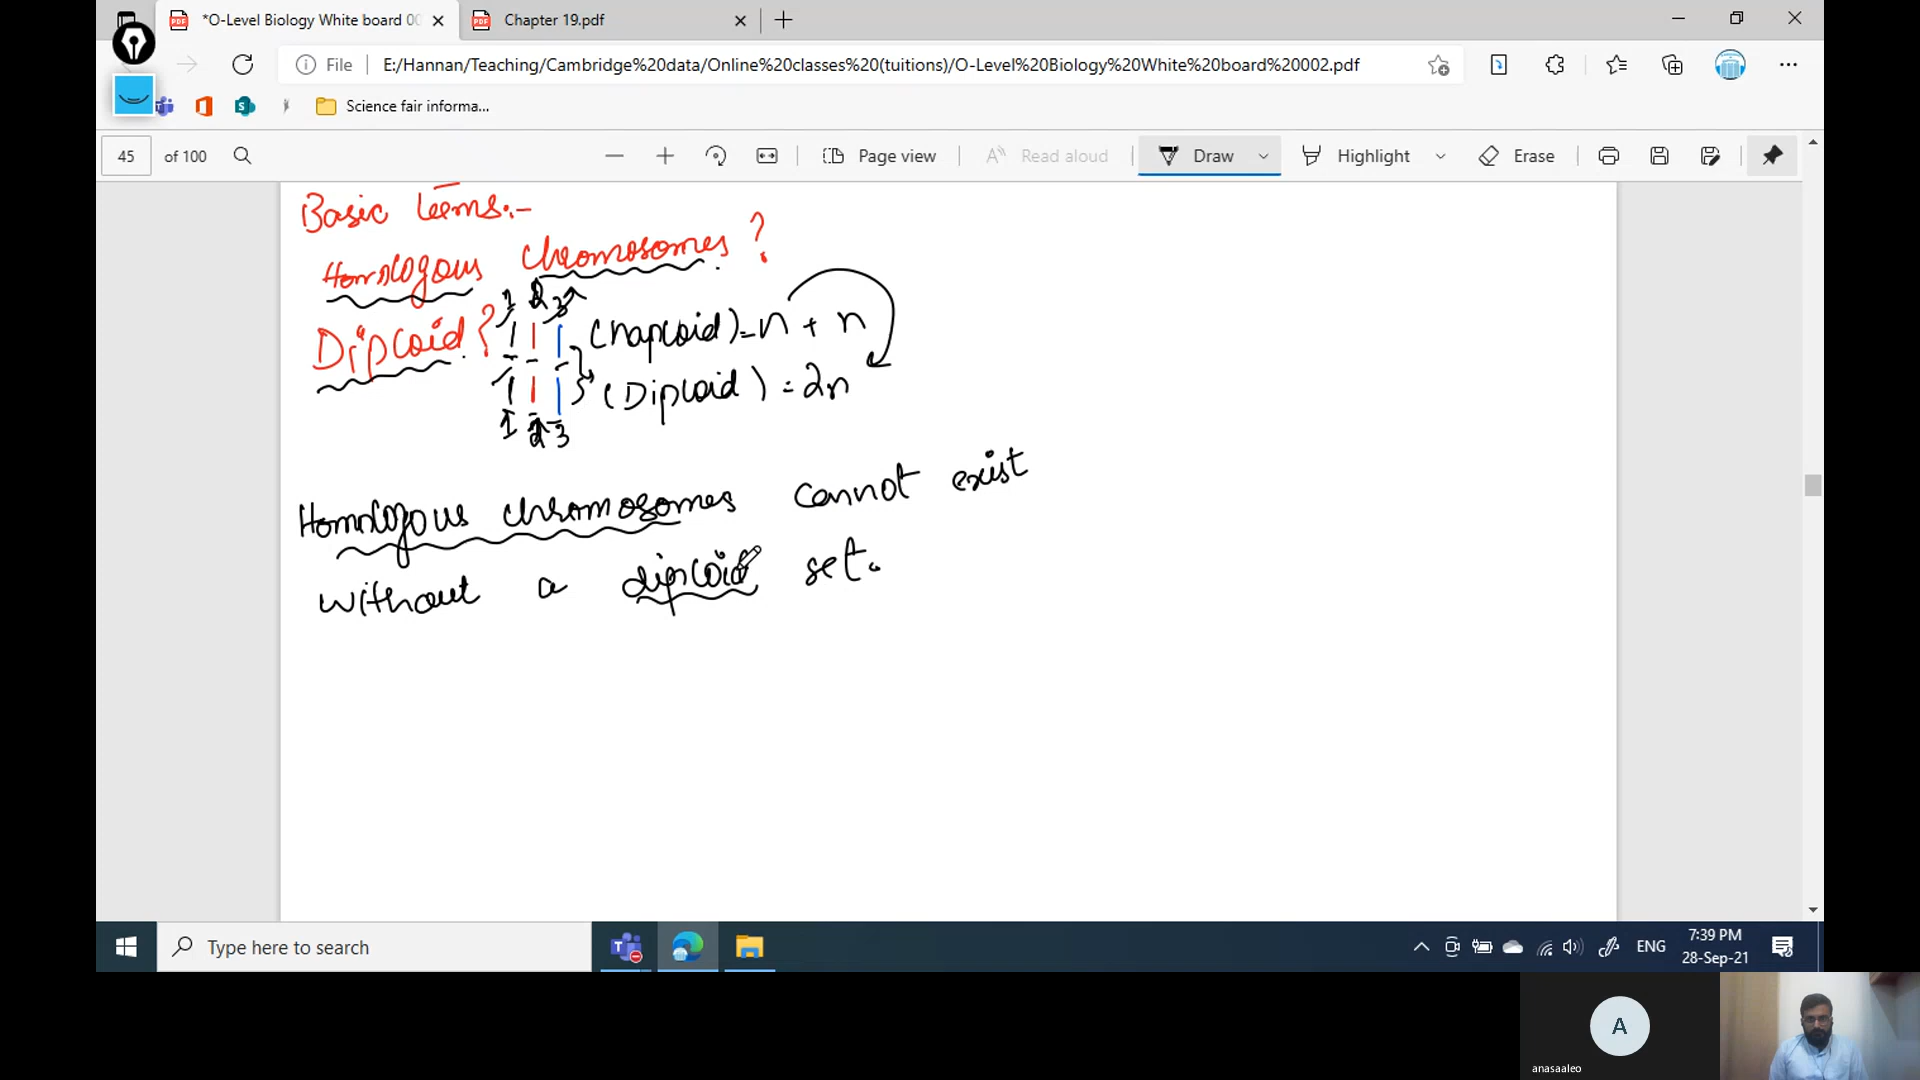 *O-Level Biology White board 00
Chapter 19.pdf
File
E:/Hannan/Teaching/Cambridge%20data/Online%20classes%20(tuitions)/O-Level%20Biology%20White%20board%20002.pdf
Science fair informa...
45 of 100
Page view
Read aloud
Draw
Highlight
Erase
Basic terms:-
Homologous chromosomes?
Diploid?
1 2 3
(haploid)=n + n
(Diploid) = 2n
1 2 3
Homologous chromosomes cannot exist
without a diploid set.
Type here to search
ENG
7:39 PM
28-Sep-21
A
anasaaleo